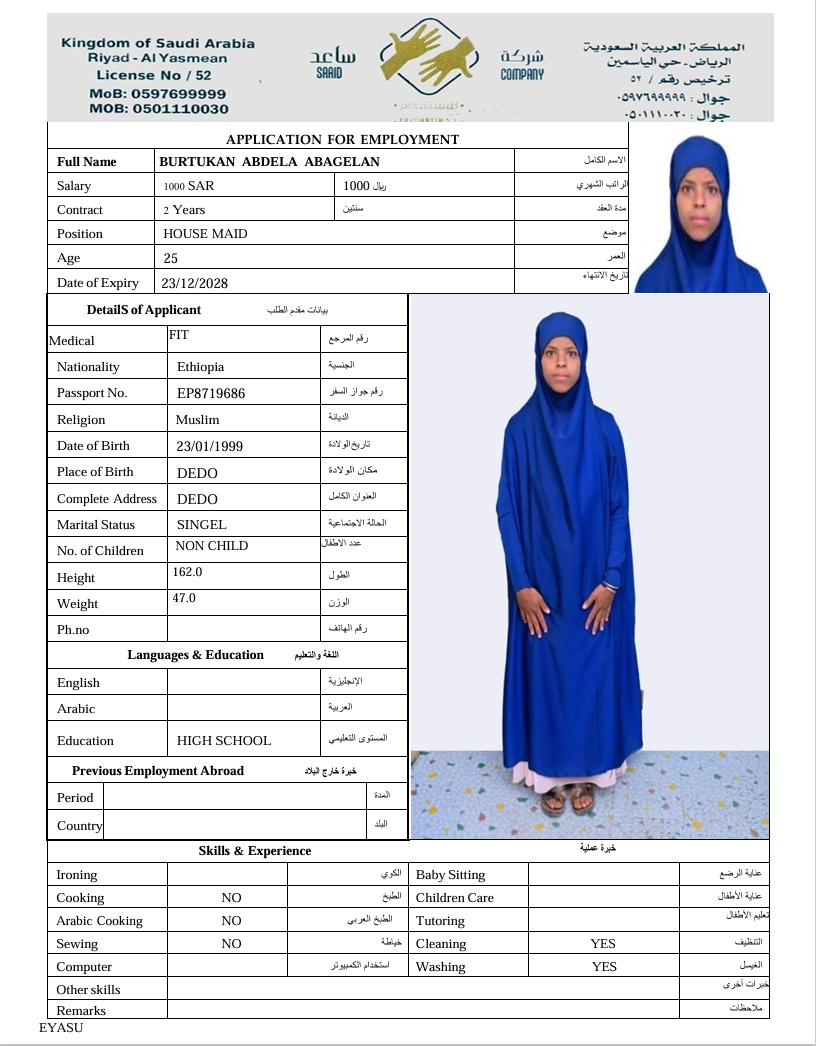 Kingdom of Saudi Arabia
Riyad - Al Yasmean
License No / 52
MoB: 0597699999
MOB: 0501110030
ساعد
SAAID
شركة
COMPANY
للاستقدام
المملكة العربية السعودية
الرياض - حي الياسمين
ترخيص رقم / ٥٢
جوال : ٠٥٩٧٦٩٩٩٩٩
جوال : ٠٥٠١١١٠٠٣٠
APPLICATION FOR EMPLOYMENT
Full Name BURTUKAN ABDELA ABAGELAN الاسم الكامل
Salary 1000 SAR 1000 ريال الراتب الشهري
Contract 2 Years سنتين مدة العقد
Position HOUSE MAID موضع
Age 25 العمر
Date of Expiry 23/12/2028 تاريخ الانتهاء
DetailS of Applicant بيانات مقدم الطلب
Medical FIT رقم المرجع
Nationality Ethiopia الجنسية
Passport No. EP8719686 رقم جواز السفر
Religion Muslim الديانة
Date of Birth 23/01/1999 تاريخ الولادة
Place of Birth DEDO مكان الولادة
Complete Address DEDO العنوان الكامل
Marital Status SINGEL الحالة الاجتماعية
No. of Children NON CHILD عدد الاطفال
Height 162.0 الطول
Weight 47.0 الوزن
Ph.no رقم الهاتف
Languages & Education اللغة والتعليم
English الإنجليزية
Arabic العربية
Education HIGH SCHOOL المستوى التعليمي
Previous Employment Abroad خبرة خارج البلاد
Period المدة
Country البلد
Skills & Experience خبرة عملية
Ironing الكوي Baby Sitting عناية الرضع
Cooking NO الطبخ Children Care عناية الأطفال
Arabic Cooking NO الطبخ العربي Tutoring تعليم الأطفال
Sewing NO خياطة Cleaning YES التنظيف
Computer استخدام الكمبيوتر Washing YES الغيسل
Other skills خبرات أخرى
Remarks ملاحظات
EYASU